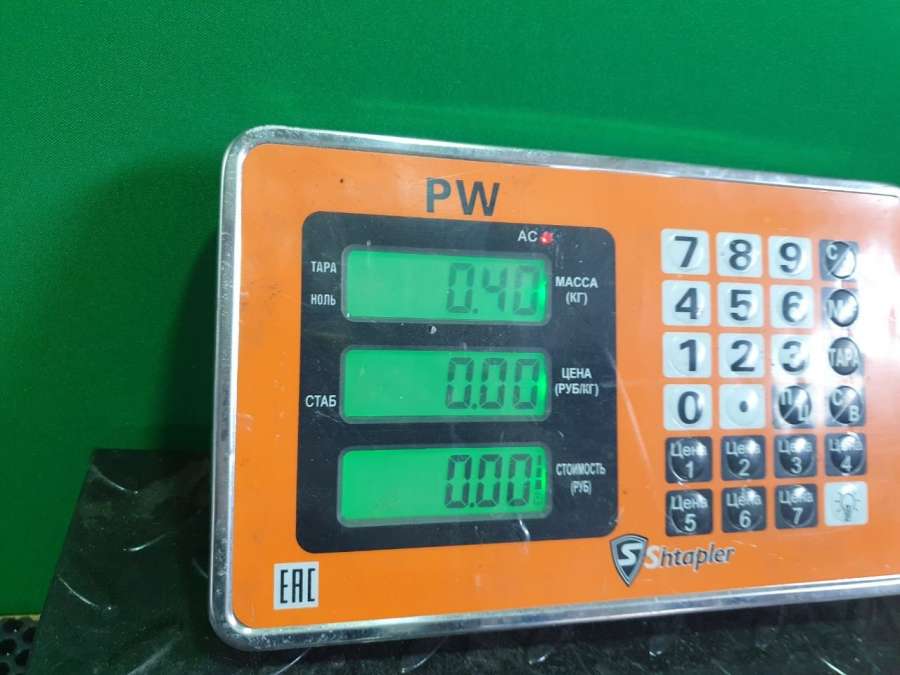 PW
AC
ТАРА
НОЛЬ
0.40
МАССА
(КГ)
СТАБ
0.00
ЦЕНА
(РУБ/КГ)
0.00
СТОИМОСТЬ
(РУБ)
7 8 9 С
4 5 6
1 2 3 ТАРА
0 . П/Ц С/В
Цена 1 Цена 2 Цена 3 Цена 4
Цена 5 Цена 6 Цена 7
S Shtapler
EAC